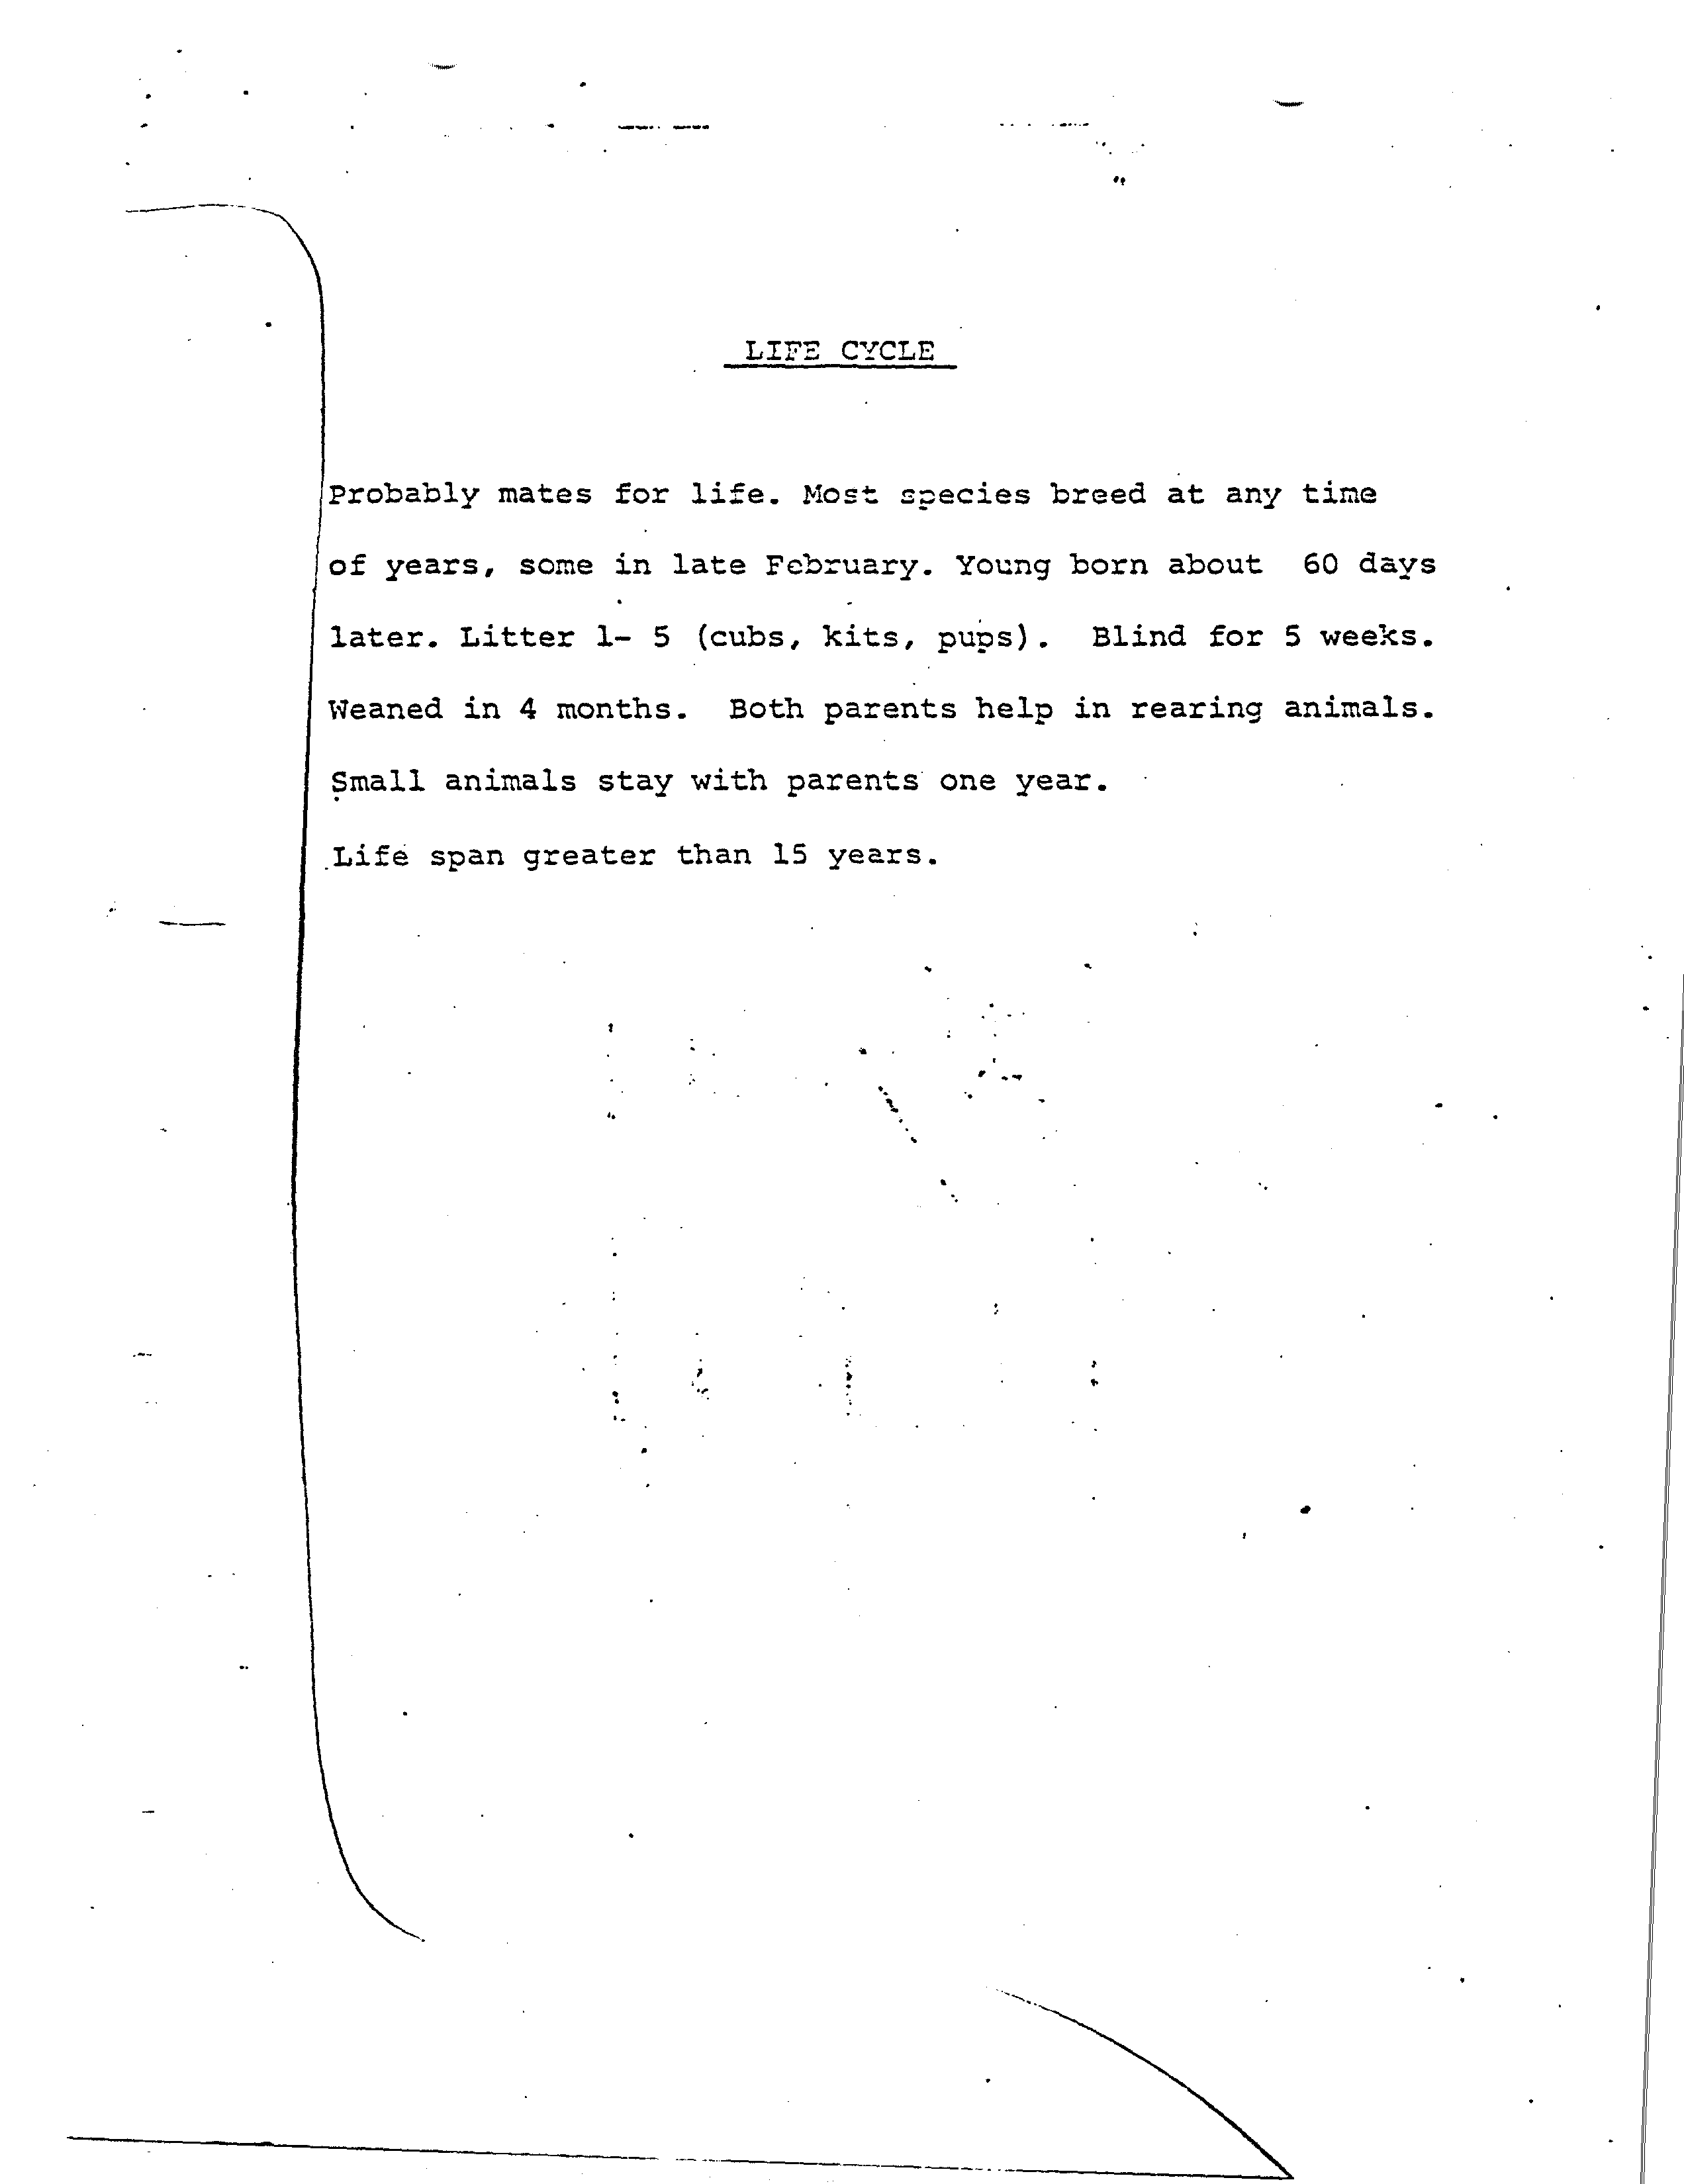 LIFE CYCLE
Probably mates for life. Most species breed at any time
of years, some in late February. Young born about 60 days
later. Litter 1- 5 (cubs, kits, pups). Blind for 5 weeks.
Weaned in 4 months. Both parents help in rearing animals.
Small animals stay with parents one year.
Life span greater than 15 years.